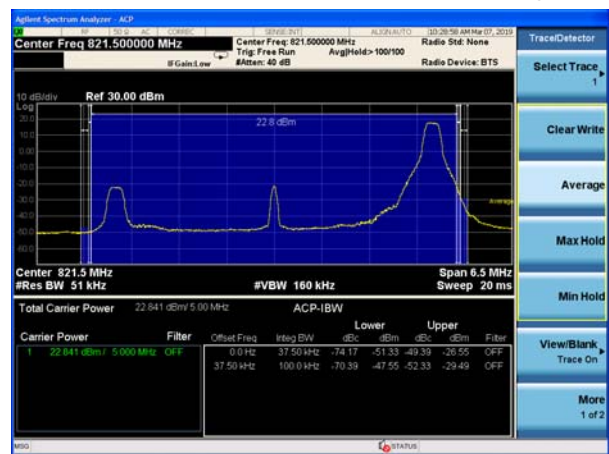 Agilent Spectrum Analyzer - ACP
RF 50 Ω AC CORREC SENSE:INT ALIGN AUTO 10:28:58 AM Mar 07, 2019
Center Freq 821.500000 MHz
Center Freq: 821.500000 MHz
Radio Std: None
Trig: Free Run Avg|Hold:> 100/100
IFGain:Low #Atten: 40 dB Radio Device: BTS
10 dB/div Ref 30.00 dBm
Log
20.0
10.0
0.00
-10.0
-20.0
-30.0
-40.0
-50.0
-60.0
22.8 dBm
Average
Center 821.5 MHz Span 6.5 MHz
#Res BW 51 kHz #VBW 160 kHz Sweep 20 ms
Total Carrier Power 22.841 dBm/ 5.00 MHz ACP-IBW
Lower Upper
Carrier Power Filter Offset Freq Integ BW dBc dBm dBc dBm Filter
1 22.841 dBm / 5.000 MHz OFF 0.0 Hz 37.50 kHz -74.17 -51.33 -49.39 -26.55 OFF
37.50 kHz 100.0 kHz -70.39 -47.55 -52.33 -29.49 OFF
MSG STATUS
Trace/Detector
Select Trace
1
Clear Write
Average
Max Hold
Min Hold
View/Blank
Trace On
More
1 of 2